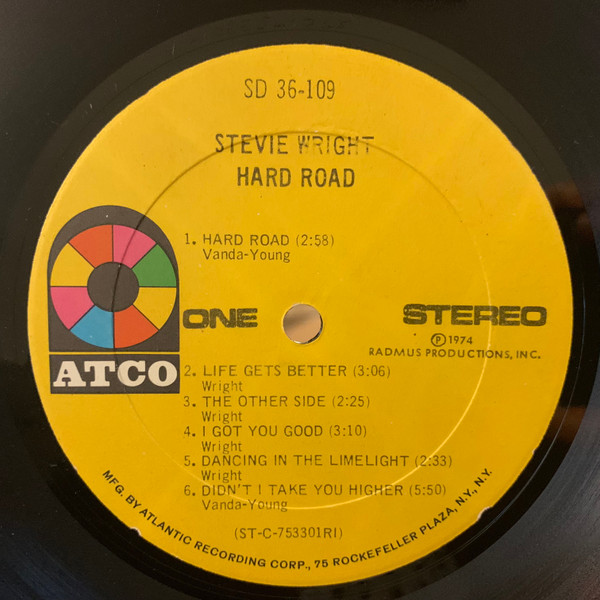 SD 36-109
STEVIE WRIGHT
HARD ROAD
1. HARD ROAD (2:58)
Vanda-Young
ONE
STEREO
Ⓟ 1974
RADMUS PRODUCTIONS, INC.
ATCO
2. LIFE GETS BETTER (3:06)
Wright
3. THE OTHER SIDE (2:25)
Wright
4. I GOT YOU GOOD (3:10)
Wright
5. DANCING IN THE LIMELIGHT (2:33)
Wright
6. DIDN'T I TAKE YOU HIGHER (5:50)
Vanda-Young
(ST-C-753301RI)
MFG. BY ATLANTIC RECORDING CORP., 75 ROCKEFELLER PLAZA, N.Y., N.Y.